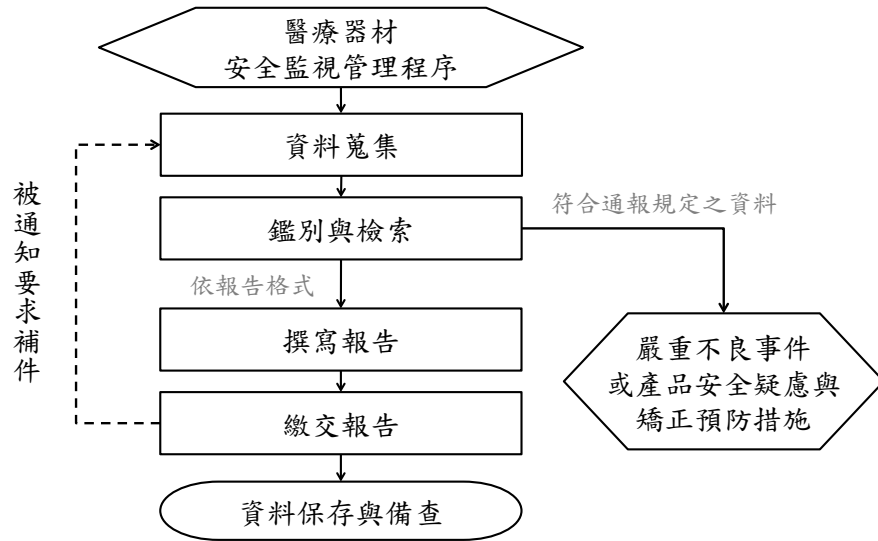 醫療器材
安全監視管理程序
資料蒐集
鑑別與檢索
符合通報規定之資料
依報告格式
撰寫報告
繳交報告
資料保存與備查
被通知要求補件
嚴重不良事件
或產品安全疑慮與
矯正預防措施